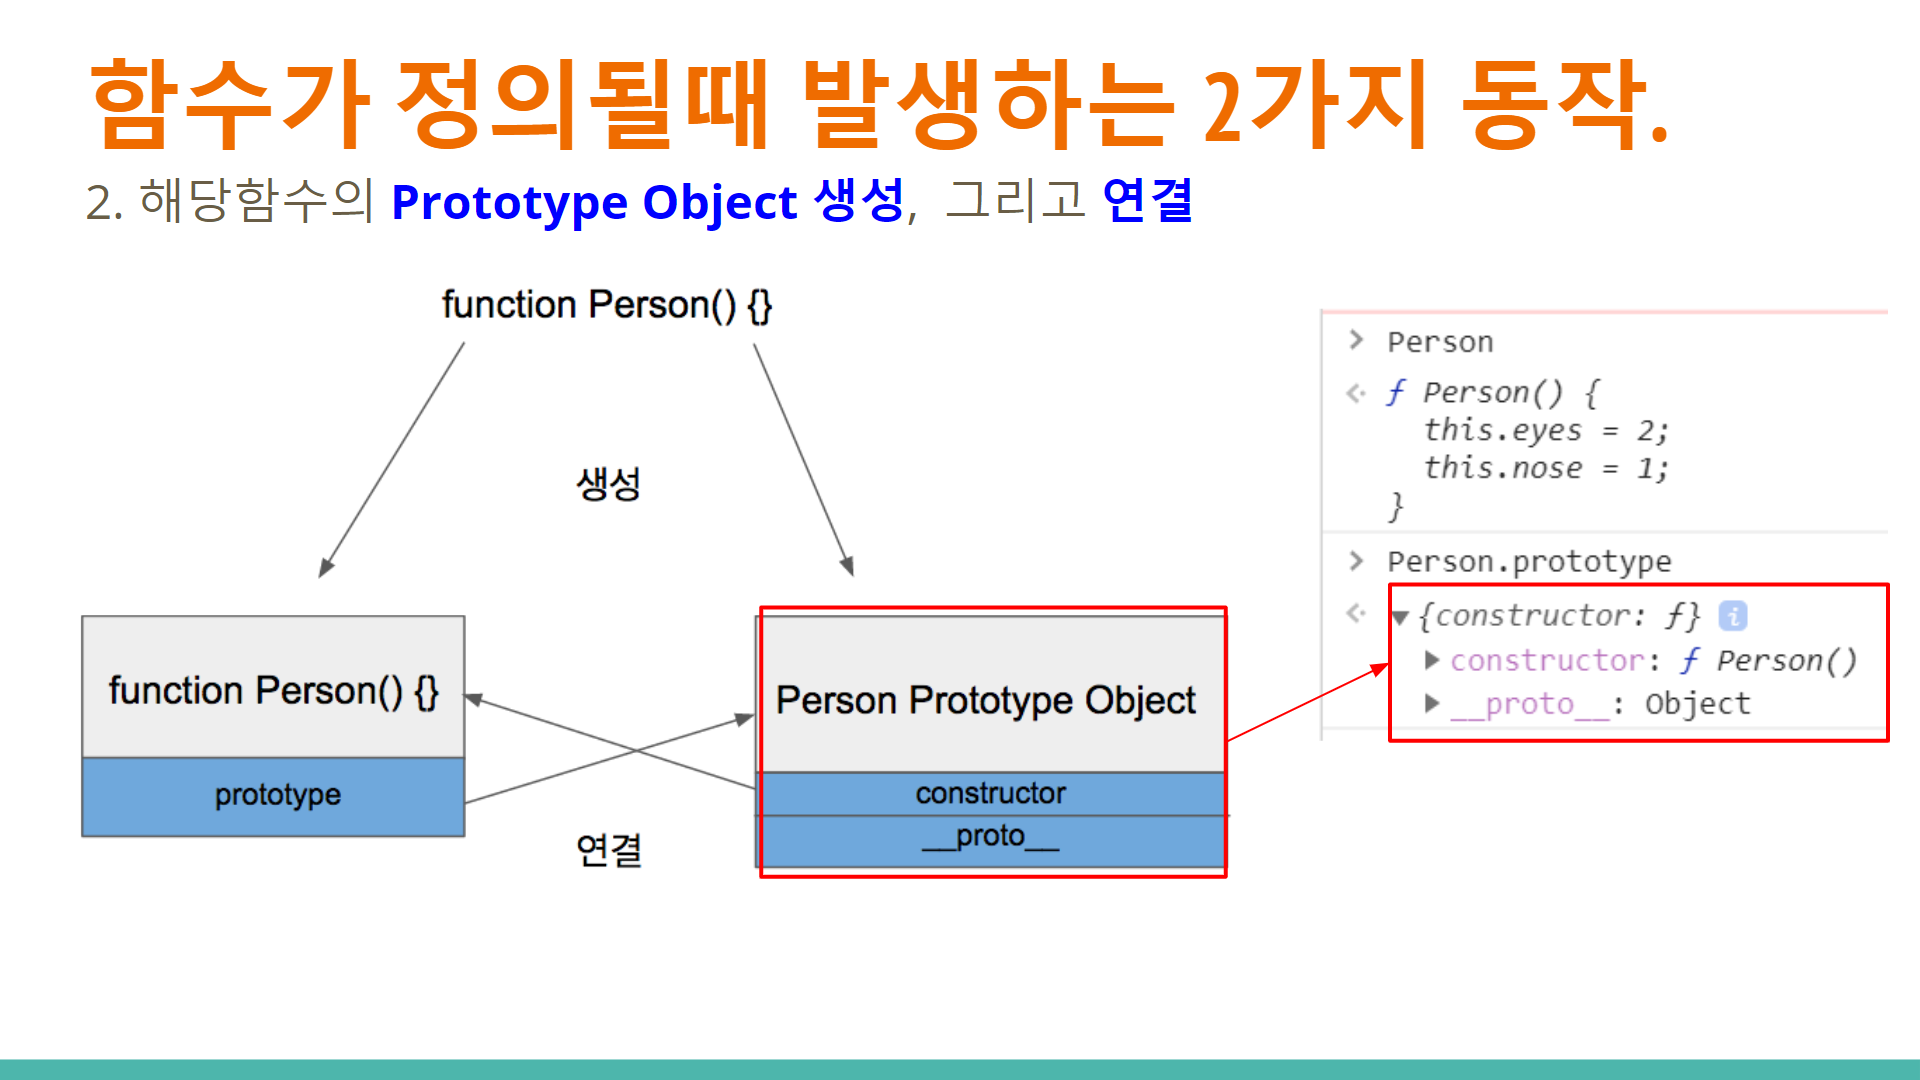 함수가 정의될때 발생하는 2가지 동작.
2. 해당함수의 Prototype Object 생성, 그리고 연결
function Person() {}
생성
function Person() {}
prototype
Person Prototype Object
constructor
__proto__
연결
> Person
<· ƒ Person() {
this.eyes = 2;
this.nose = 1;
}
> Person.prototype
<· ▼{constructor: ƒ} i
▶constructor: ƒ Person()
▶__proto__: Object